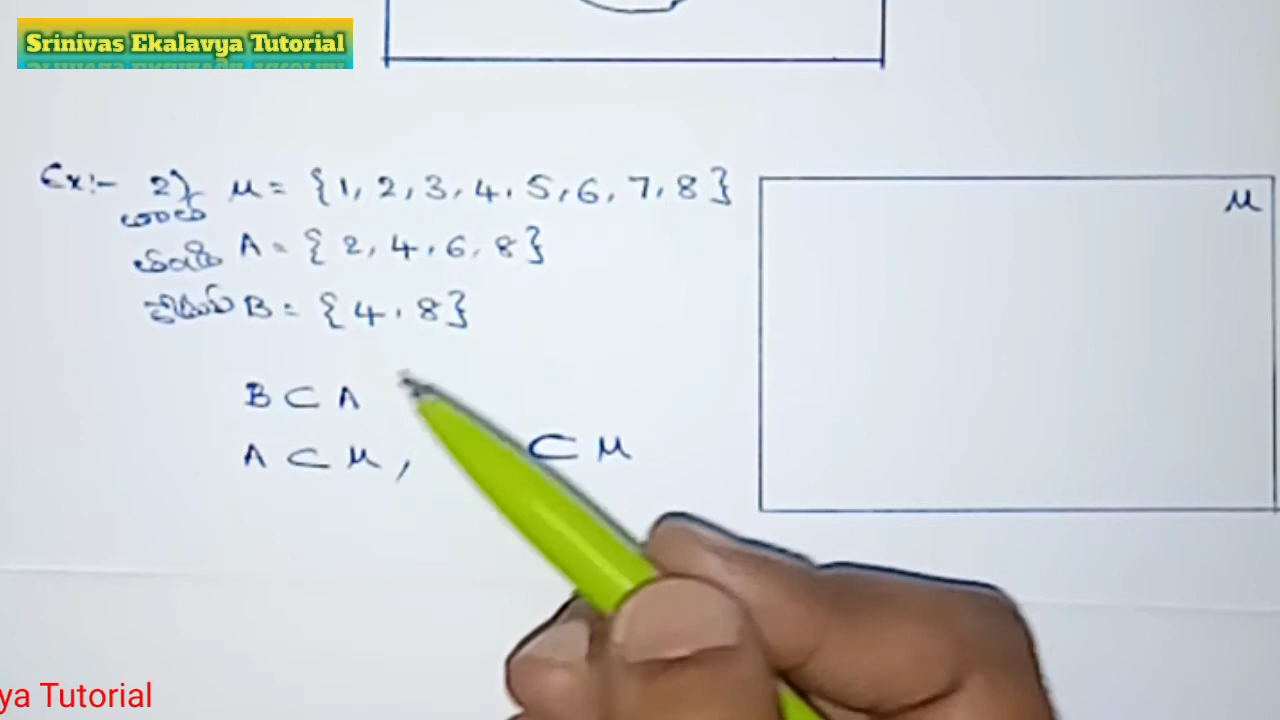 Srinivas Ekalavya Tutorial
Ex:- 2) μ = {1, 2, 3, 4, 5, 6, 7, 8}
తండ్రి A = {2, 4, 6, 8}
B = {4, 8}
B ⊂ A
A ⊂ μ, ⊂ μ
μ
ya Tutorial